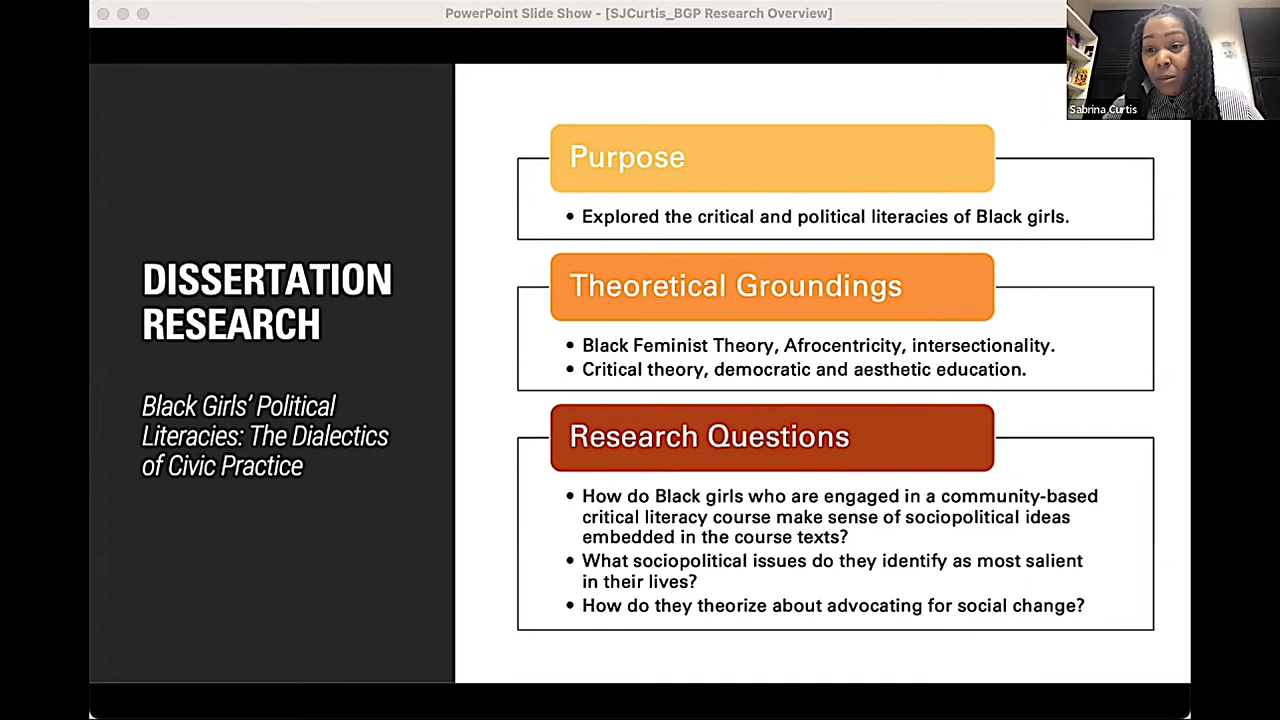 PowerPoint Slide Show - [SJCurtis_BGP Research Overview]
Sabrina Curtis
DISSERTATION
RESEARCH
Black Girls' Political
Literacies: The Dialectics
of Civic Practice
Purpose
• Explored the critical and political literacies of Black girls.
Theoretical Groundings
• Black Feminist Theory, Afrocentricity, intersectionality.
• Critical theory, democratic and aesthetic education.
Research Questions
• How do Black girls who are engaged in a community-based
critical literacy course make sense of sociopolitical ideas
embedded in the course texts?
• What sociopolitical issues do they identify as most salient
in their lives?
• How do they theorize about advocating for social change?